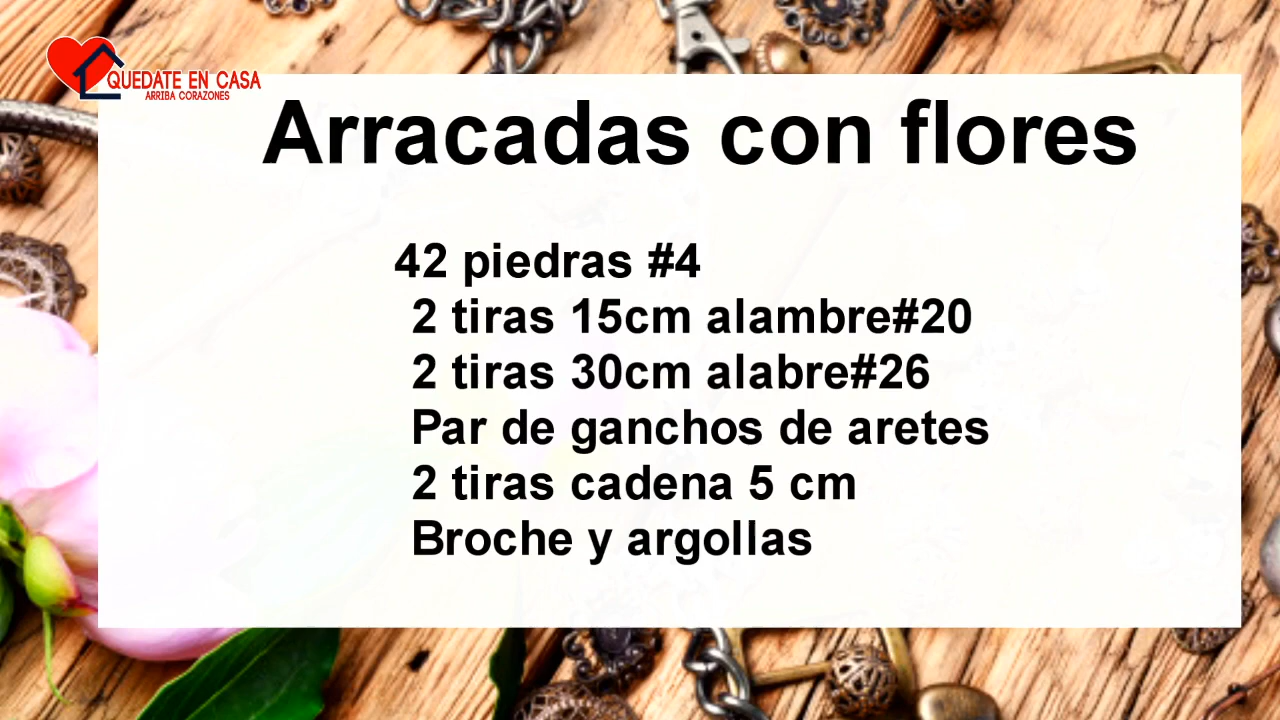 QUEDATE EN CASA
ARRIBA CORAZONES
Arracadas con flores
42 piedras #4
2 tiras 15cm alambre#20
2 tiras 30cm alabre#26
Par de ganchos de aretes
2 tiras cadena 5 cm
Broche y argollas